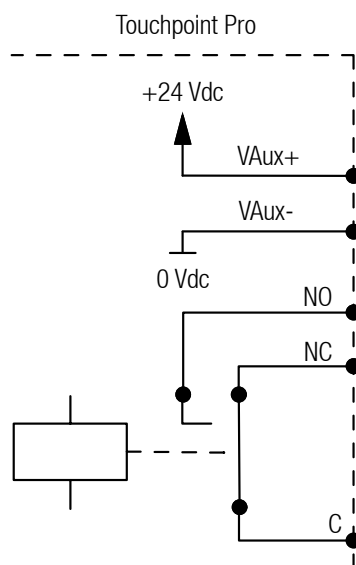 Touchpoint Pro
+24 Vdc
VAux+
VAux-
0 Vdc
NO
NC
C